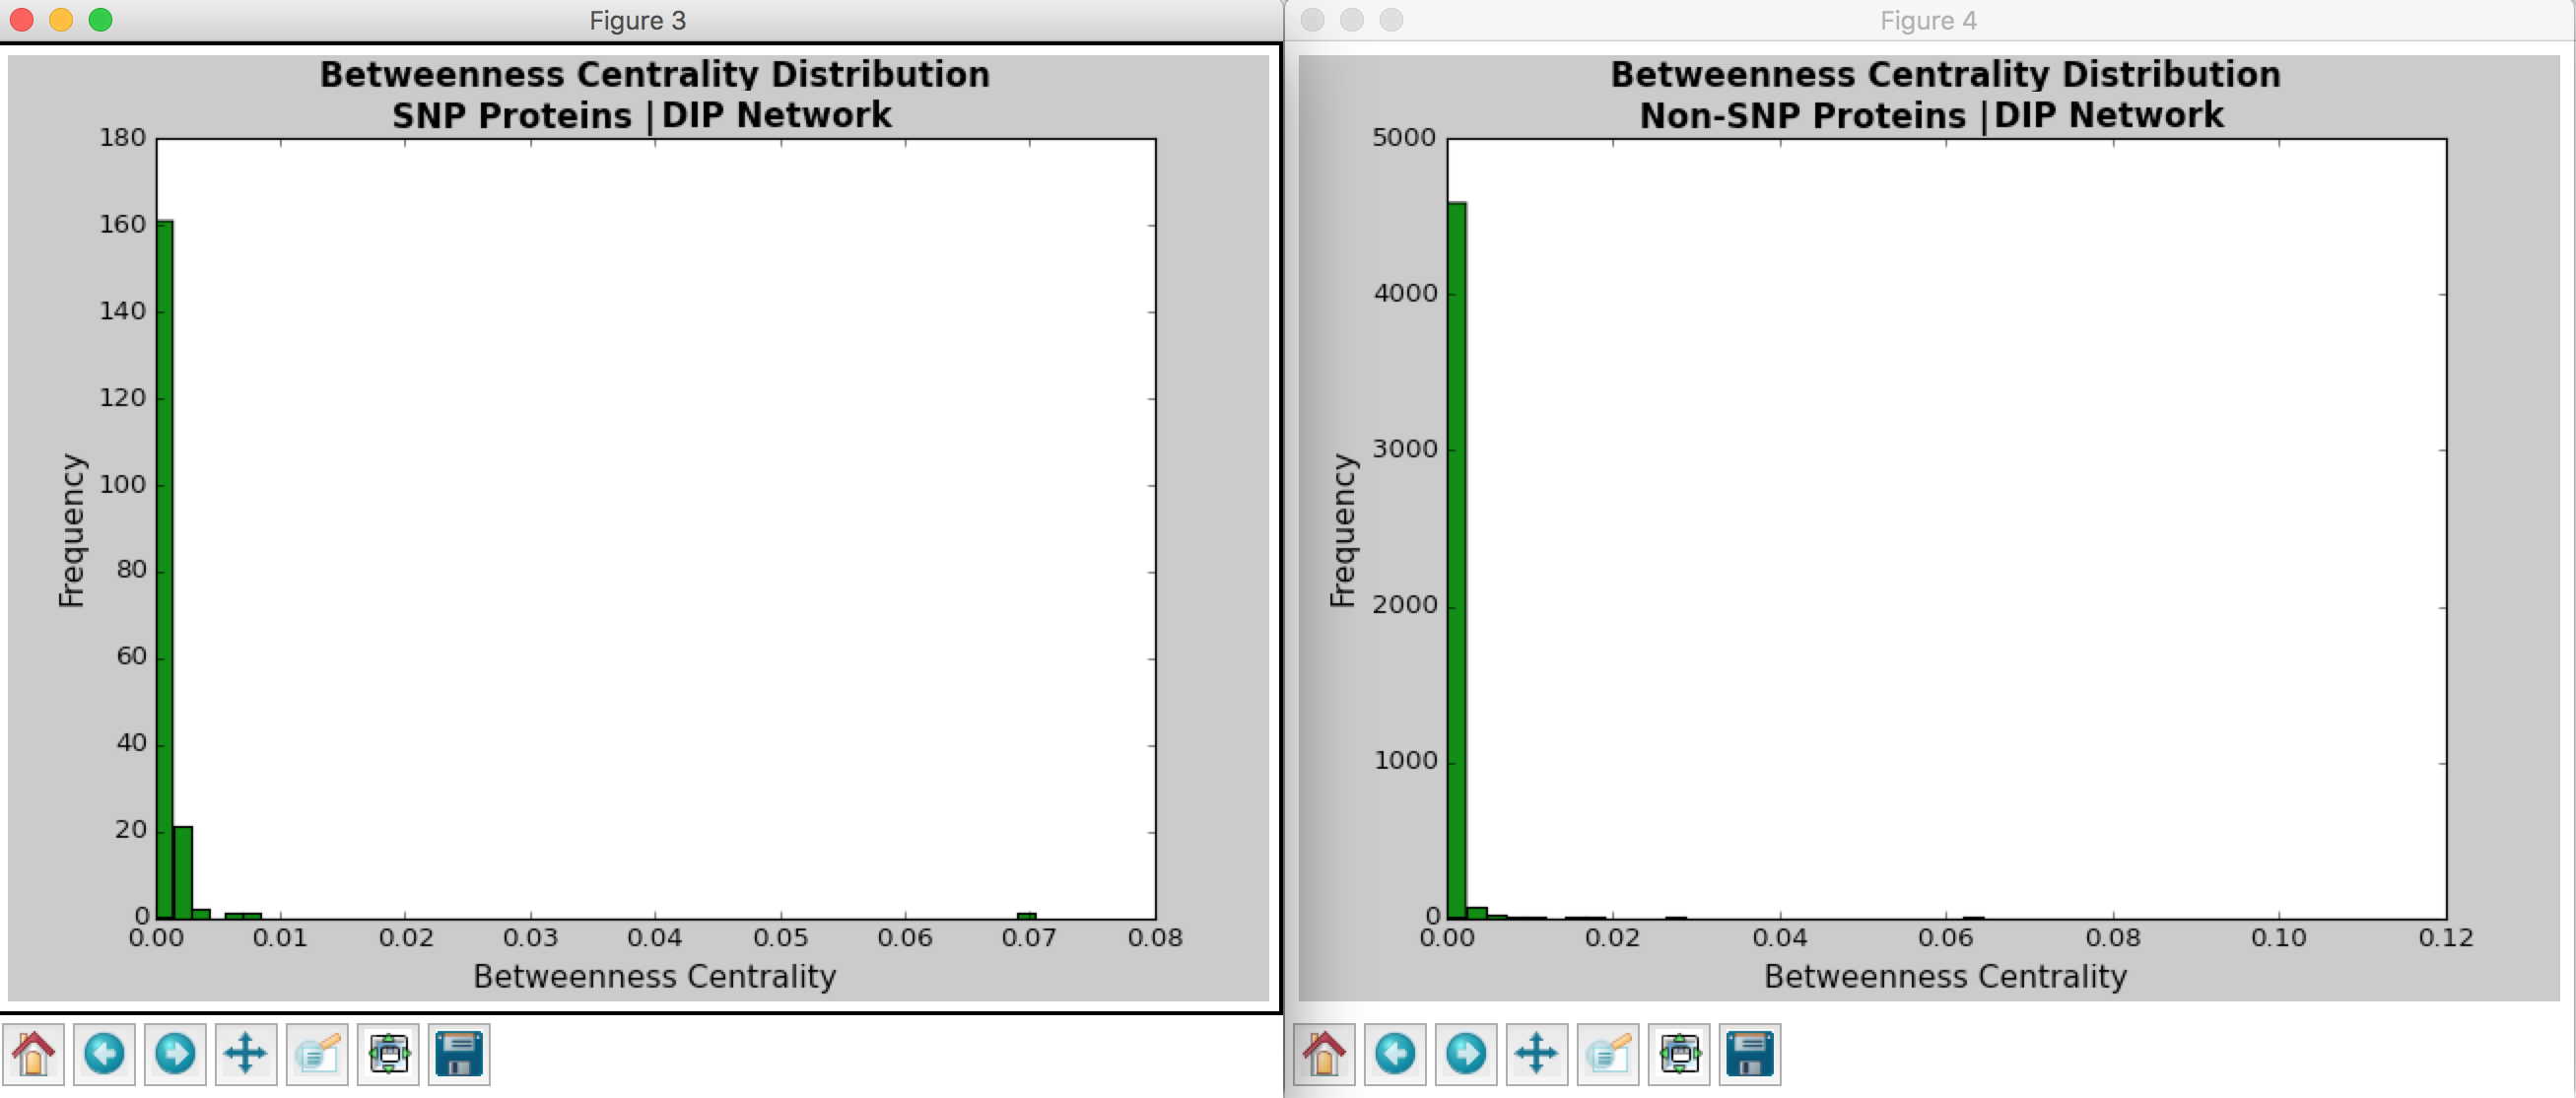 Figure 3
Betweenness Centrality Distribution
SNP Proteins | DIP Network
180
160
140
120
100
80
60
40
20
0
Frequency
0.00 0.01 0.02 0.03 0.04 0.05 0.06 0.07 0.08
Betweenness Centrality
Figure 4
Betweenness Centrality Distribution
Non-SNP Proteins | DIP Network
5000
4000
3000
2000
1000
0
Frequency
0.00 0.02 0.04 0.06 0.08 0.10 0.12
Betweenness Centrality